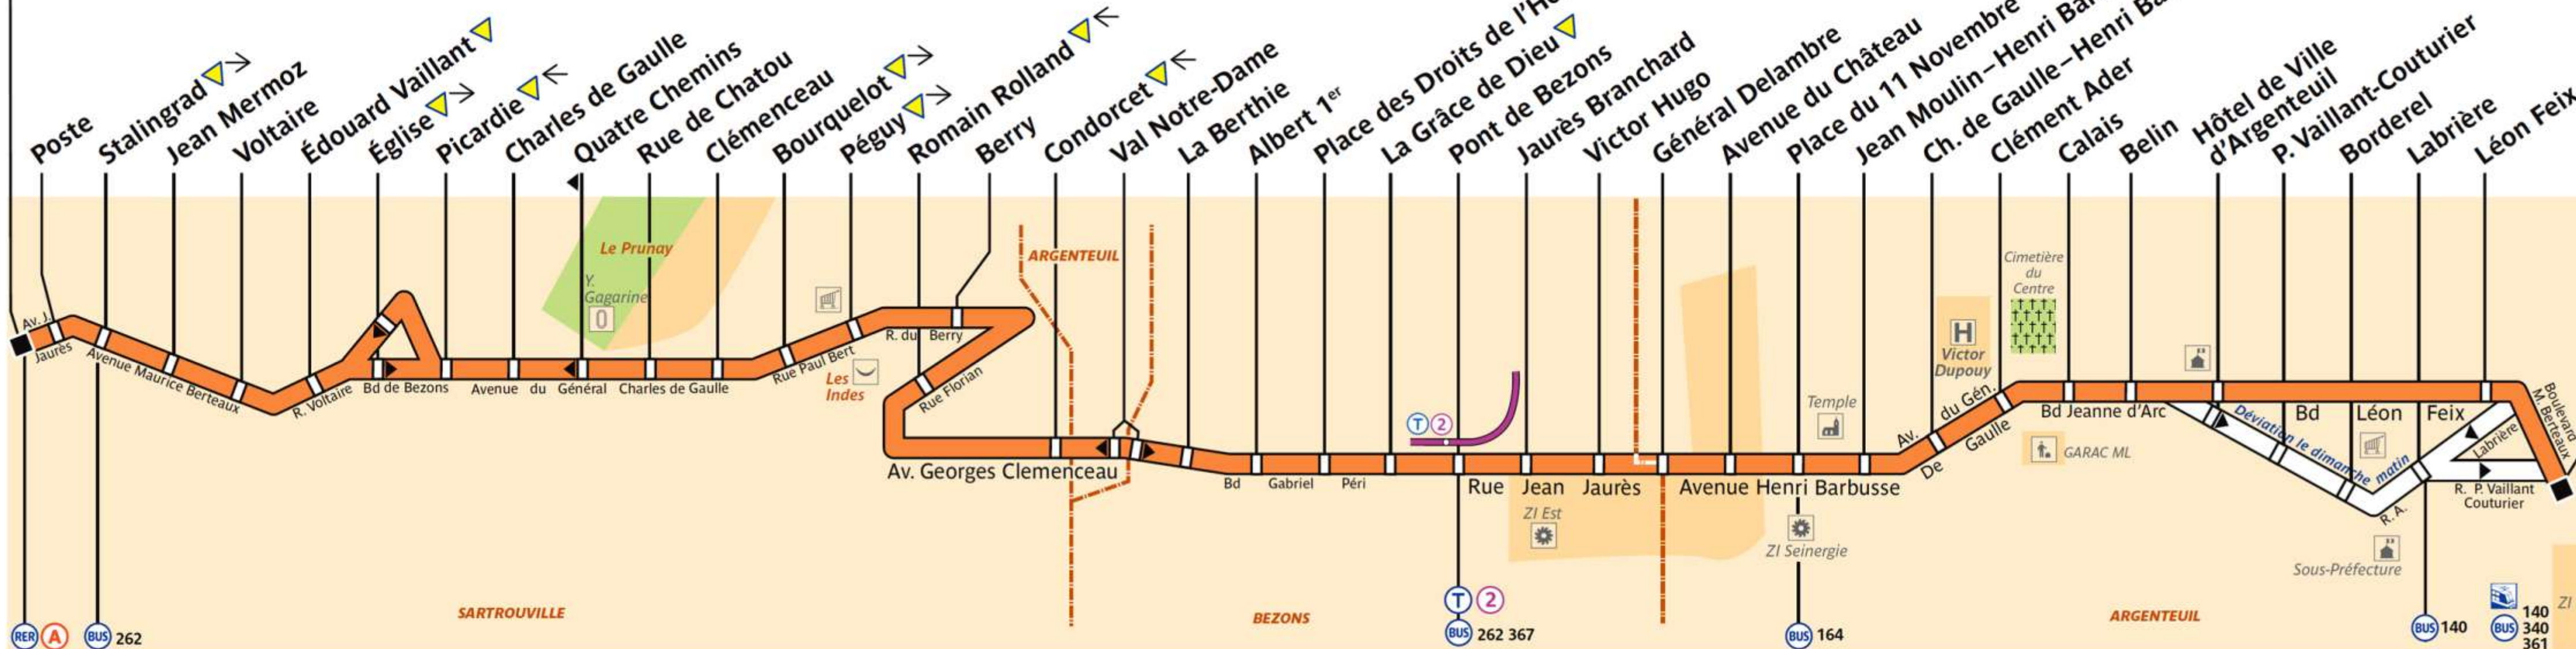 Poste
Stalingrad
Jean Mermoz
Voltaire
Édouard Vaillant
Église
Picardie
Charles de Gaulle
Quatre Chemins
Rue de Chatou
Clémenceau
Bourquelot
Péguy
Romain Rolland
Berry
Condorcet
Val Notre-Dame
La Berthie
Albert 1er
Place des Droits de l'H
La Grâce de Dieu
Pont de Bezons
Jaurès Branchard
Victor Hugo
Général Delambre
Avenue du Château
Place du 11 Novembre
Jean Moulin–Henri
Ch. de Gaulle–Henri
Clément Ader
Calais
Belin
Hôtel de Ville
d'Argenteuil
P. Vaillant-Couturier
Borderel
Labrière
Léon Feix
Le Prunay
Y.
Gagarine
ARGENTEUIL
Cimetière
du
Centre
Av. J.
Jaurès
Avenue Maurice Berteaux
R. Voltaire
Bd de Bezons
Avenue du Général Charles de Gaulle
Rue Paul Bert
Les
Indes
R. du Berry
Rue Florian
Av. Georges Clemenceau
Bd Gabriel Péri
T 2
Rue Jean Jaurès
Avenue Henri Barbusse
Temple
H
Victor
Dupouy
Av. du Gén.
De Gaulle
Bd Jeanne d'Arc
GARAC ML
Déviation le dimanche matin
Bd Léon Feix
Boulevard
M. Berteaux
Labrière
R. P. Vaillant
Couturier
R. A.
ZI Est
ZI Seinergie
Sous-Préfecture
ZI
SARTROUVILLE
BEZONS
ARGENTEUIL
RER A
BUS 262
T 2
BUS 262 367
BUS 164
BUS 140
140
BUS 340
361